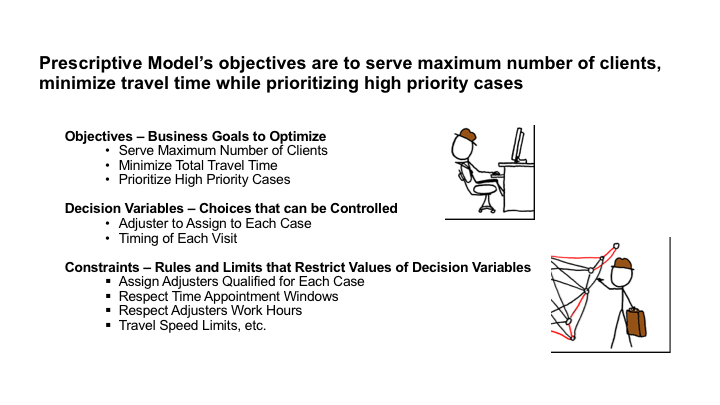 Prescriptive Model's objectives are to serve maximum number of clients,
minimize travel time while prioritizing high priority cases
Objectives – Business Goals to Optimize
• Serve Maximum Number of Clients
• Minimize Total Travel Time
• Prioritize High Priority Cases
Decision Variables – Choices that can be Controlled
• Adjuster to Assign to Each Case
• Timing of Each Visit
Constraints – Rules and Limits that Restrict Values of Decision Variables
▪ Assign Adjusters Qualified for Each Case
▪ Respect Time Appointment Windows
▪ Respect Adjusters Work Hours
▪ Travel Speed Limits, etc.